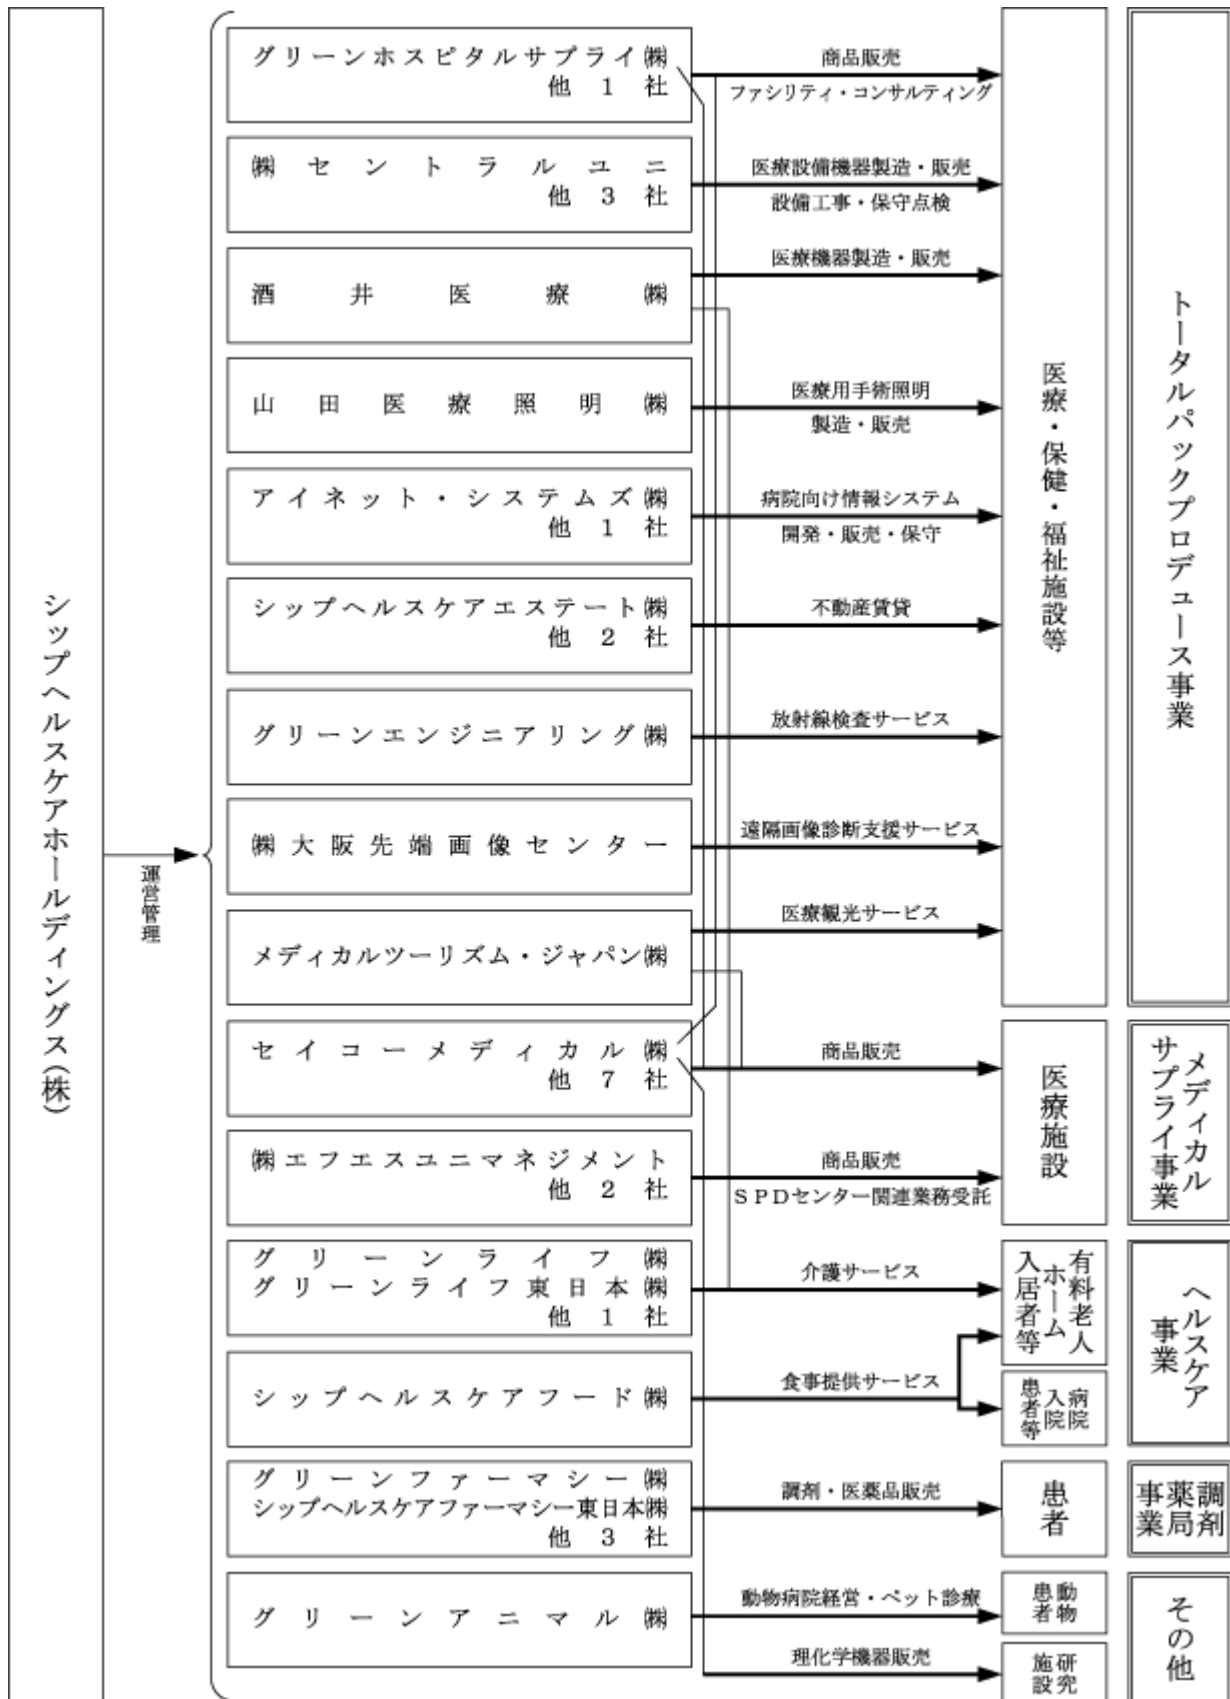 シップヘルスケアホールディングス(株)
運営管理
グリーンホスピタルサプライ㈱
他1社
商品販売
ファシリティ・コンサルティング
㈱セントラルユニ
他3社
医療設備機器製造・販売
設備工事・保守点検
酒井医療㈱
医療機器製造・販売
山田医療照明㈱
医療用手術照明
製造・販売
アイネット・システムズ㈱
他1社
病院向け情報システム
開発・販売・保守
シップヘルスケアエステート㈱
他2社
不動産賃貸
グリーンエンジニアリング㈱
放射線検査サービス
㈱大阪先端画像センター
遠隔画像診断支援サービス
メディカルツーリズム・ジャパン㈱
医療観光サービス
医療・保健・福祉施設等
トータルパックプロデュース事業
セイコーメディカル㈱
他7社
商品販売
㈱エフエスユニマネジメント
他2社
商品販売
SPDセンター関連業務受託
医療施設
メディカル
サプライ事業
グリーンライフ㈱
グリーンライフ東日本㈱
他1社
介護サービス
有料老人
ホーム
入居者等
シップヘルスケアフード㈱
食事提供サービス
病院
入院
患者等
ヘルスケア
事業
グリーンファーマシー㈱
シップヘルスケアファーマシー東日本㈱
他3社
調剤・医薬品販売
患者
調剤
薬局
事業
グリーンアニマル㈱
動物病院経営・ペット診療
動物
患者
理化学機器販売
研究
施設
その他